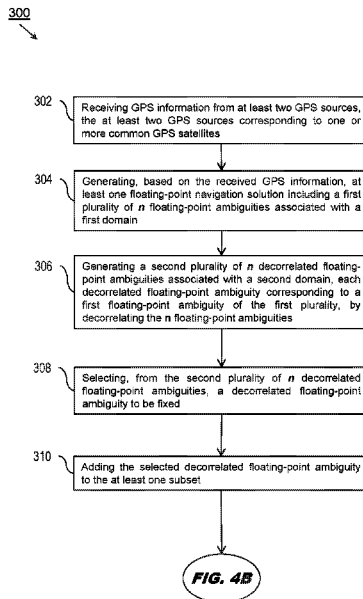 300
302
Receiving GPS information from at least two GPS sources,
the at least two GPS sources corresponding to one or
more common GPS satellites
304
Generating, based on the received GPS information, at
least one floating-point navigation solution including a first
plurality of n floating-point ambiguities associated with a
first domain
306
Generating a second plurality of n decorrelated floating-
point ambiguities associated with a second domain, each
decorrelated floating-point ambiguity corresponding to a
first floating-point ambiguity of the first plurality, by
decorrelating the n floating-point ambiguities
308
Selecting, from the second plurality of n decorrelated
floating-point ambiguities, a decorrelated floating-point
ambiguity to be fixed
310
Adding the selected decorrelated floating-point ambiguity
to the at least one subset
FIG. 4B